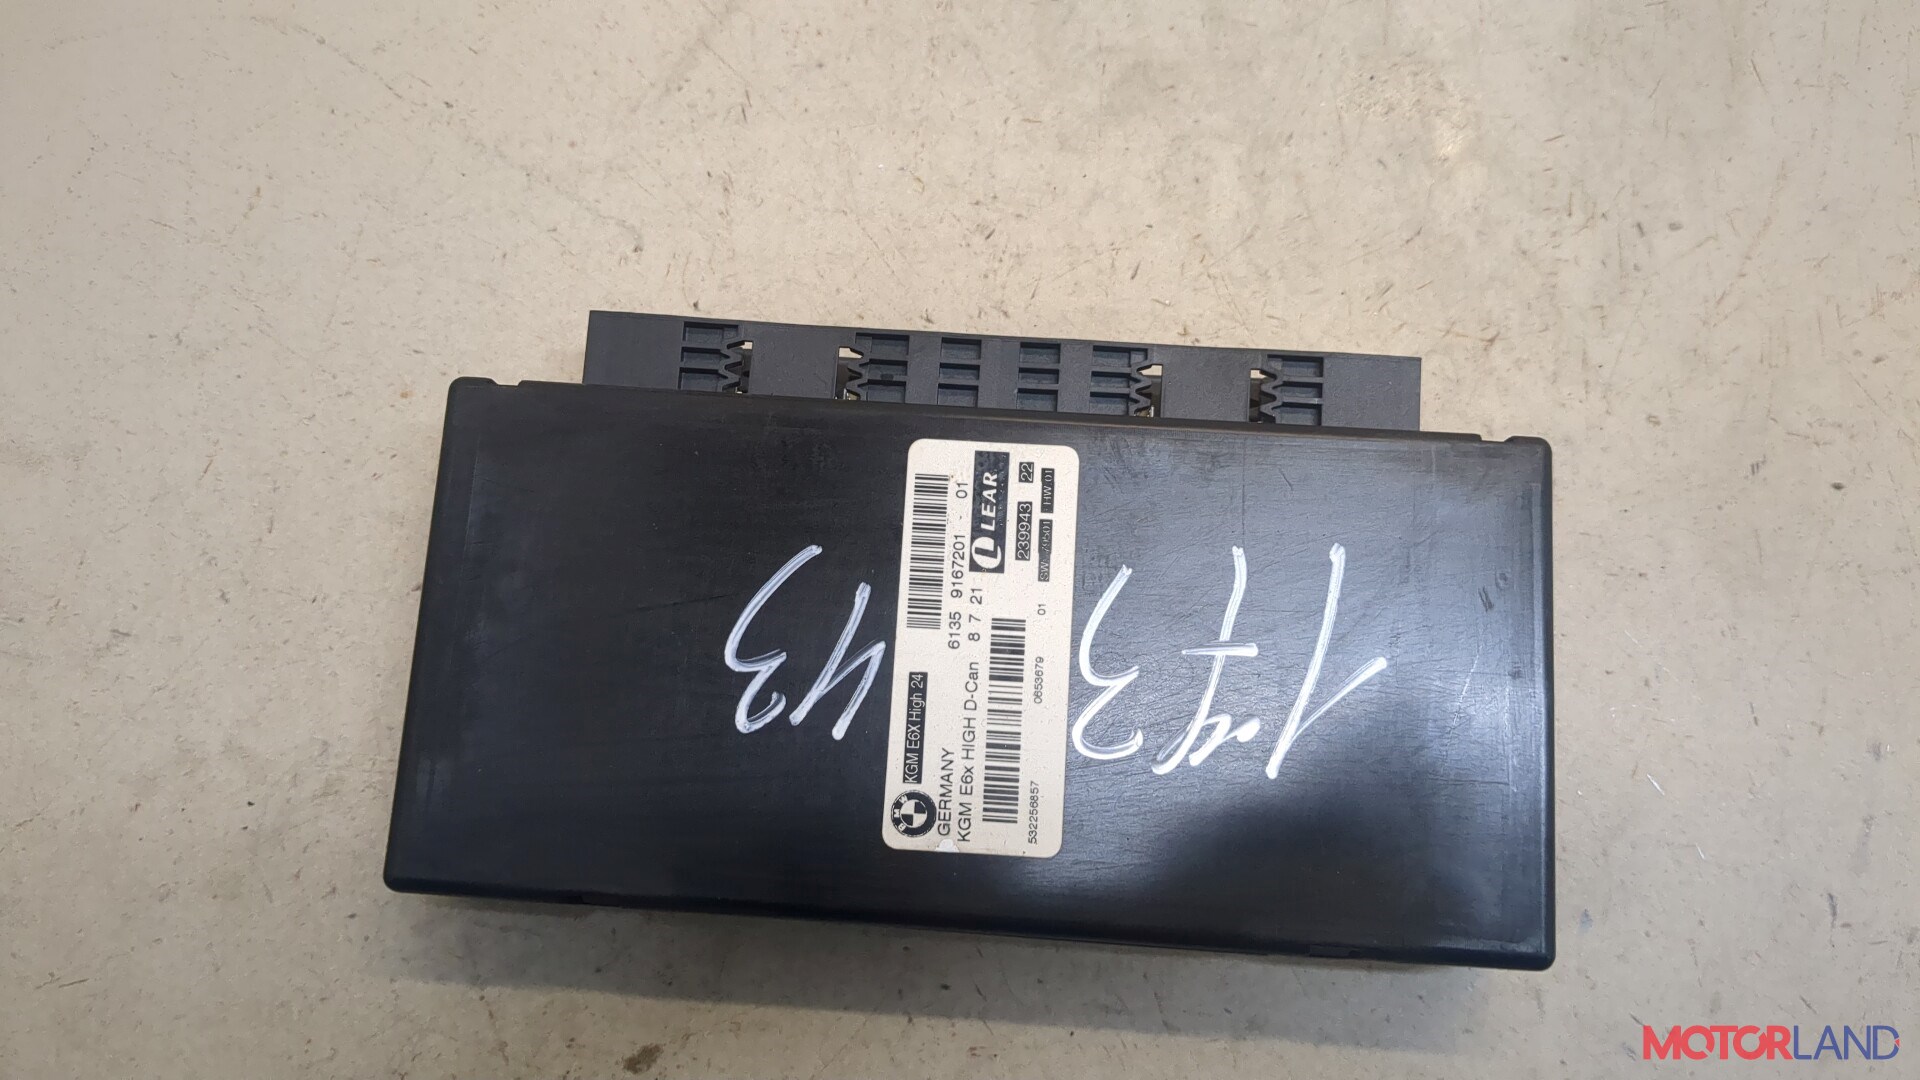 KGM E6X High 24
GERMANY
6135 9167201 - 01
KGM E6x HIGH D-Can 8 7 21
LEAR
239943 22
HW 01
532256857 0653679 01
43
MOTORLAND